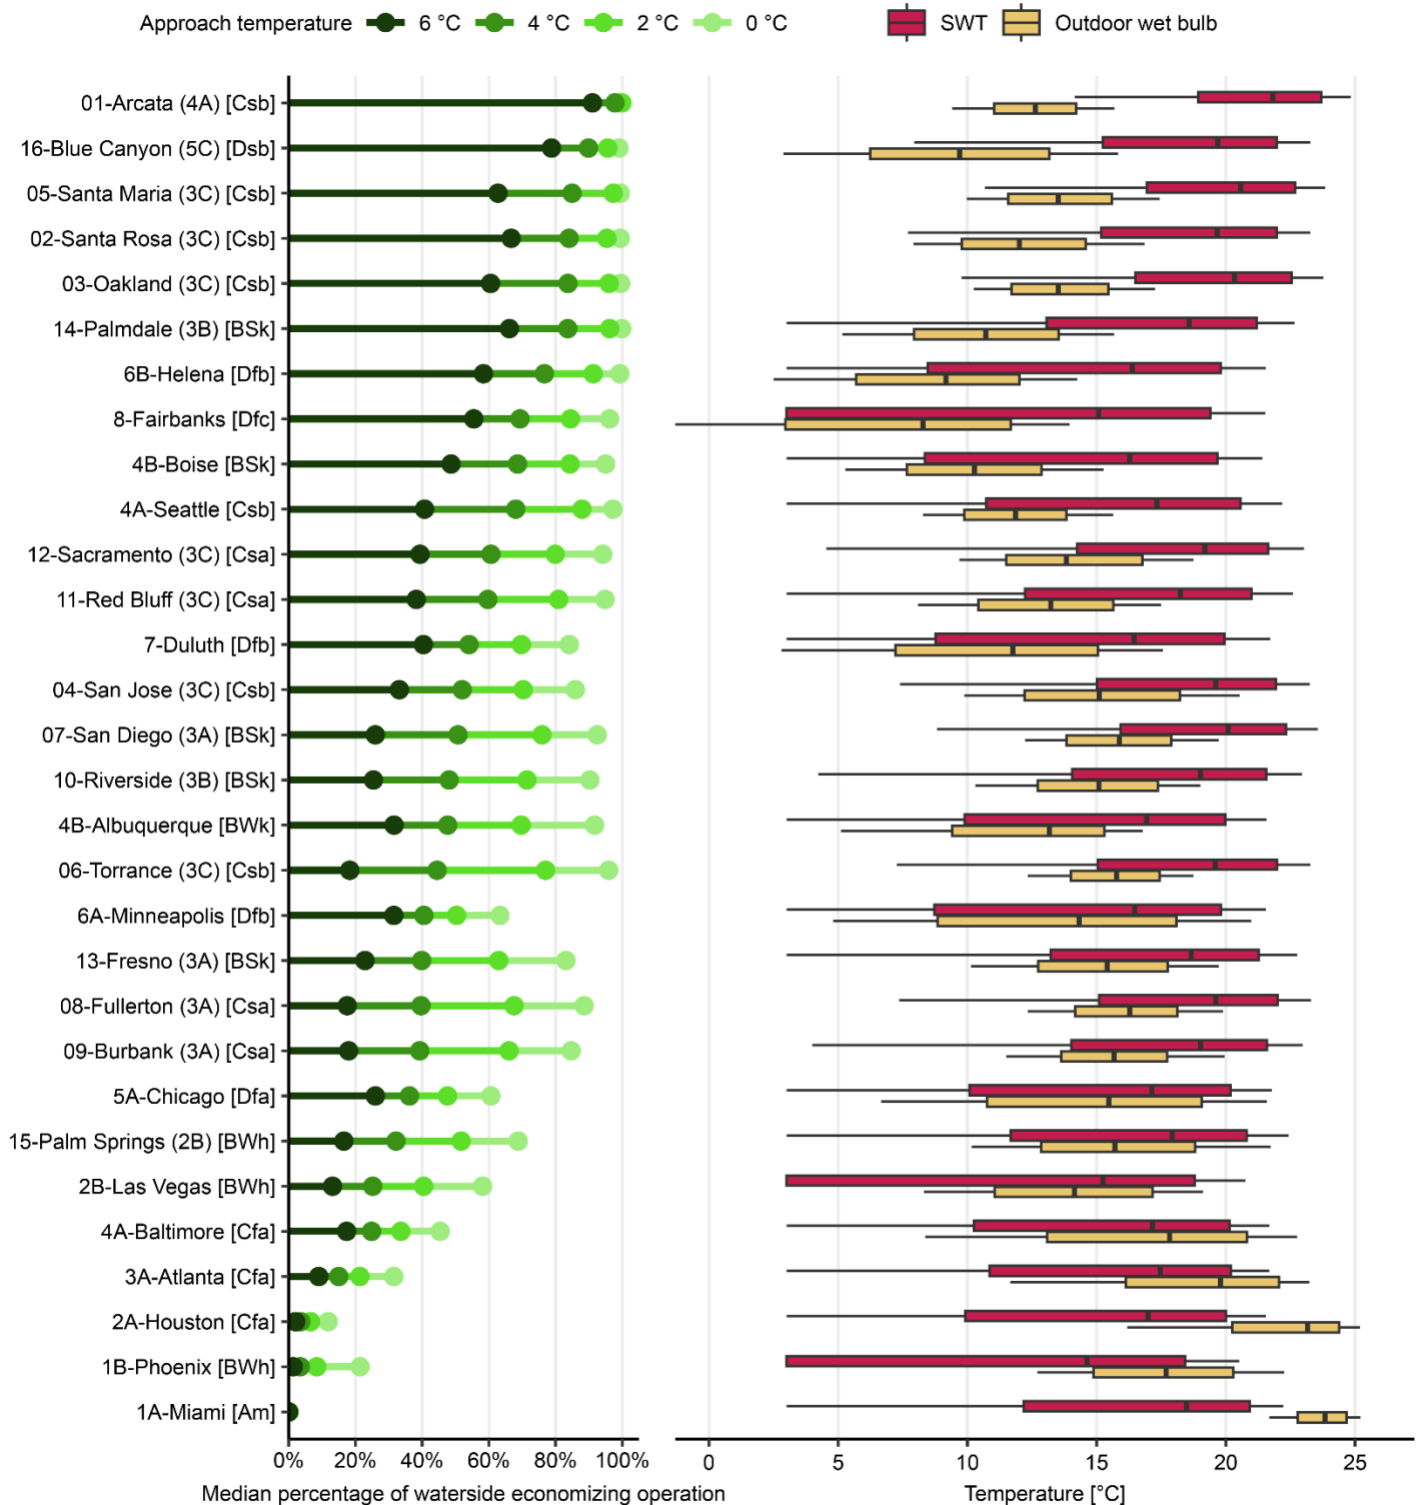 Approach temperature 6 °C 4 °C 2 °C 0 °C SWT Outdoor wet bulb
01-Arcata (4A) [Csb]
16-Blue Canyon (5C) [Dsb]
05-Santa Maria (3C) [Csb]
02-Santa Rosa (3C) [Csb]
03-Oakland (3C) [Csb]
14-Palmdale (3B) [BSk]
6B-Helena [Dfb]
8-Fairbanks [Dfc]
4B-Boise [BSk]
4A-Seattle [Csb]
12-Sacramento (3C) [Csa]
11-Red Bluff (3C) [Csa]
7-Duluth [Dfb]
04-San Jose (3C) [Csb]
07-San Diego (3A) [BSk]
10-Riverside (3B) [BSk]
4B-Albuquerque [BWk]
06-Torrance (3C) [Csb]
6A-Minneapolis [Dfb]
13-Fresno (3A) [BSk]
08-Fullerton (3A) [Csa]
09-Burbank (3A) [Csa]
5A-Chicago [Dfa]
15-Palm Springs (2B) [BWh]
2B-Las Vegas [BWh]
4A-Baltimore [Cfa]
3A-Atlanta [Cfa]
2A-Houston [Cfa]
1B-Phoenix [BWh]
1A-Miami [Am]
0% 20% 40% 60% 80% 100% 0 5 10 15 20 25
Median percentage of waterside economizing operation Temperature [°C]